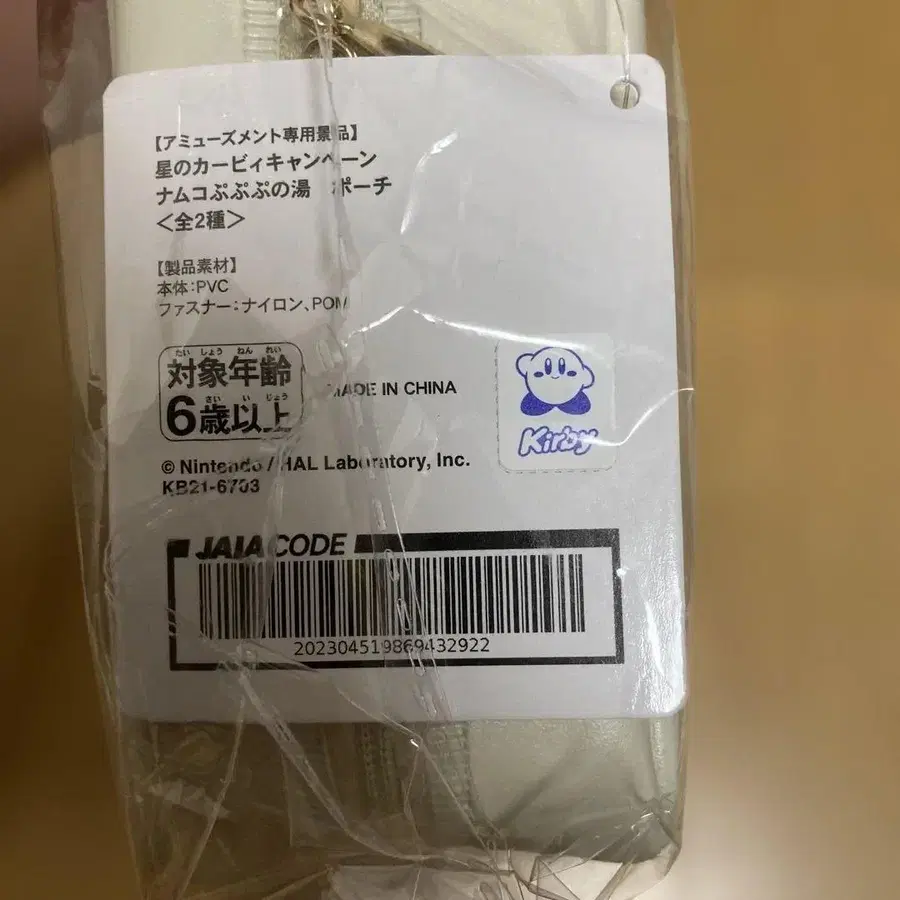 【アミューズメント専用景品】
星のカービィキャンペーン
ナムコぷぷぷの湯 ポーチ
<全2種>
【製品素材】
本体:PVC
ファスナー:ナイロン、POM
たいしょうねんれい
対象年齢
さいいじょう
6歳以上
MADE IN CHINA
Kirby
© Nintendo / HAL Laboratory, Inc.
KB21-6703
JAIA CODE
202304519869432922